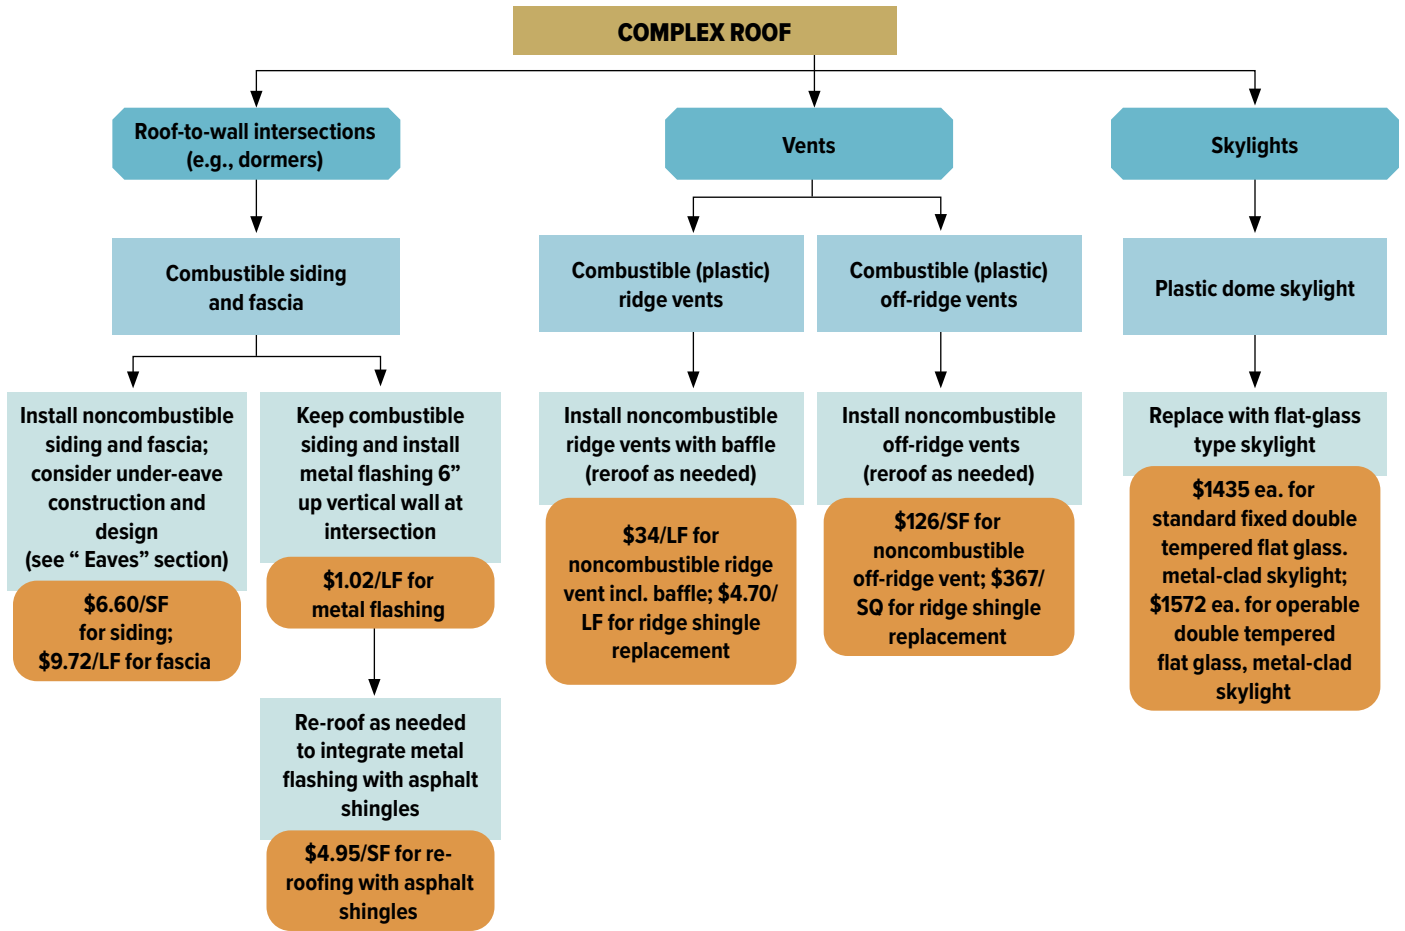 COMPLEX ROOF
Roof-to-wall intersections
(e.g., dormers)
Vents
Skylights
Combustible siding
and fascia
Combustible (plastic)
ridge vents
Combustible (plastic)
off-ridge vents
Plastic dome skylight
Install noncombustible
siding and fascia;
consider under-eave
construction and
design
(see “ Eaves” section)
$6.60/SF
for siding;
$9.72/LF for fascia
Keep combustible
siding and install
metal flashing 6”
up vertical wall at
intersection
$1.02/LF for
metal flashing
Re-roof as needed
to integrate metal
flashing with asphalt
shingles
$4.95/SF for re-
roofing with asphalt
shingles
Install noncombustible
ridge vents with baffle
(reroof as needed)
$34/LF for
noncombustible ridge
vent incl. baffle; $4.70/
LF for ridge shingle
replacement
Install noncombustible
off-ridge vents
(reroof as needed)
$126/SF for
noncombustible
off-ridge vent; $367/
SQ for ridge shingle
replacement
Replace with flat-glass
type skylight
$1435 ea. for
standard fixed double
tempered flat glass.
metal-clad skylight;
$1572 ea. for operable
double tempered
flat glass, metal-clad
skylight